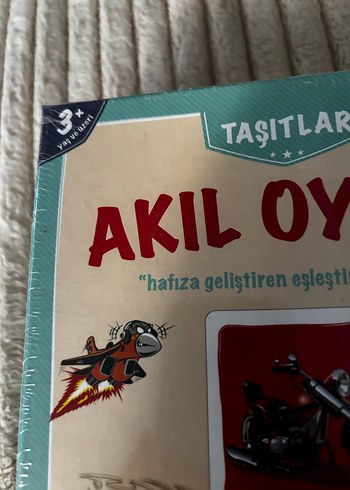 3+
yaş ve üzeri
TAŞITLAR
AKIL OY
"hafıza geliştiren eşleşti